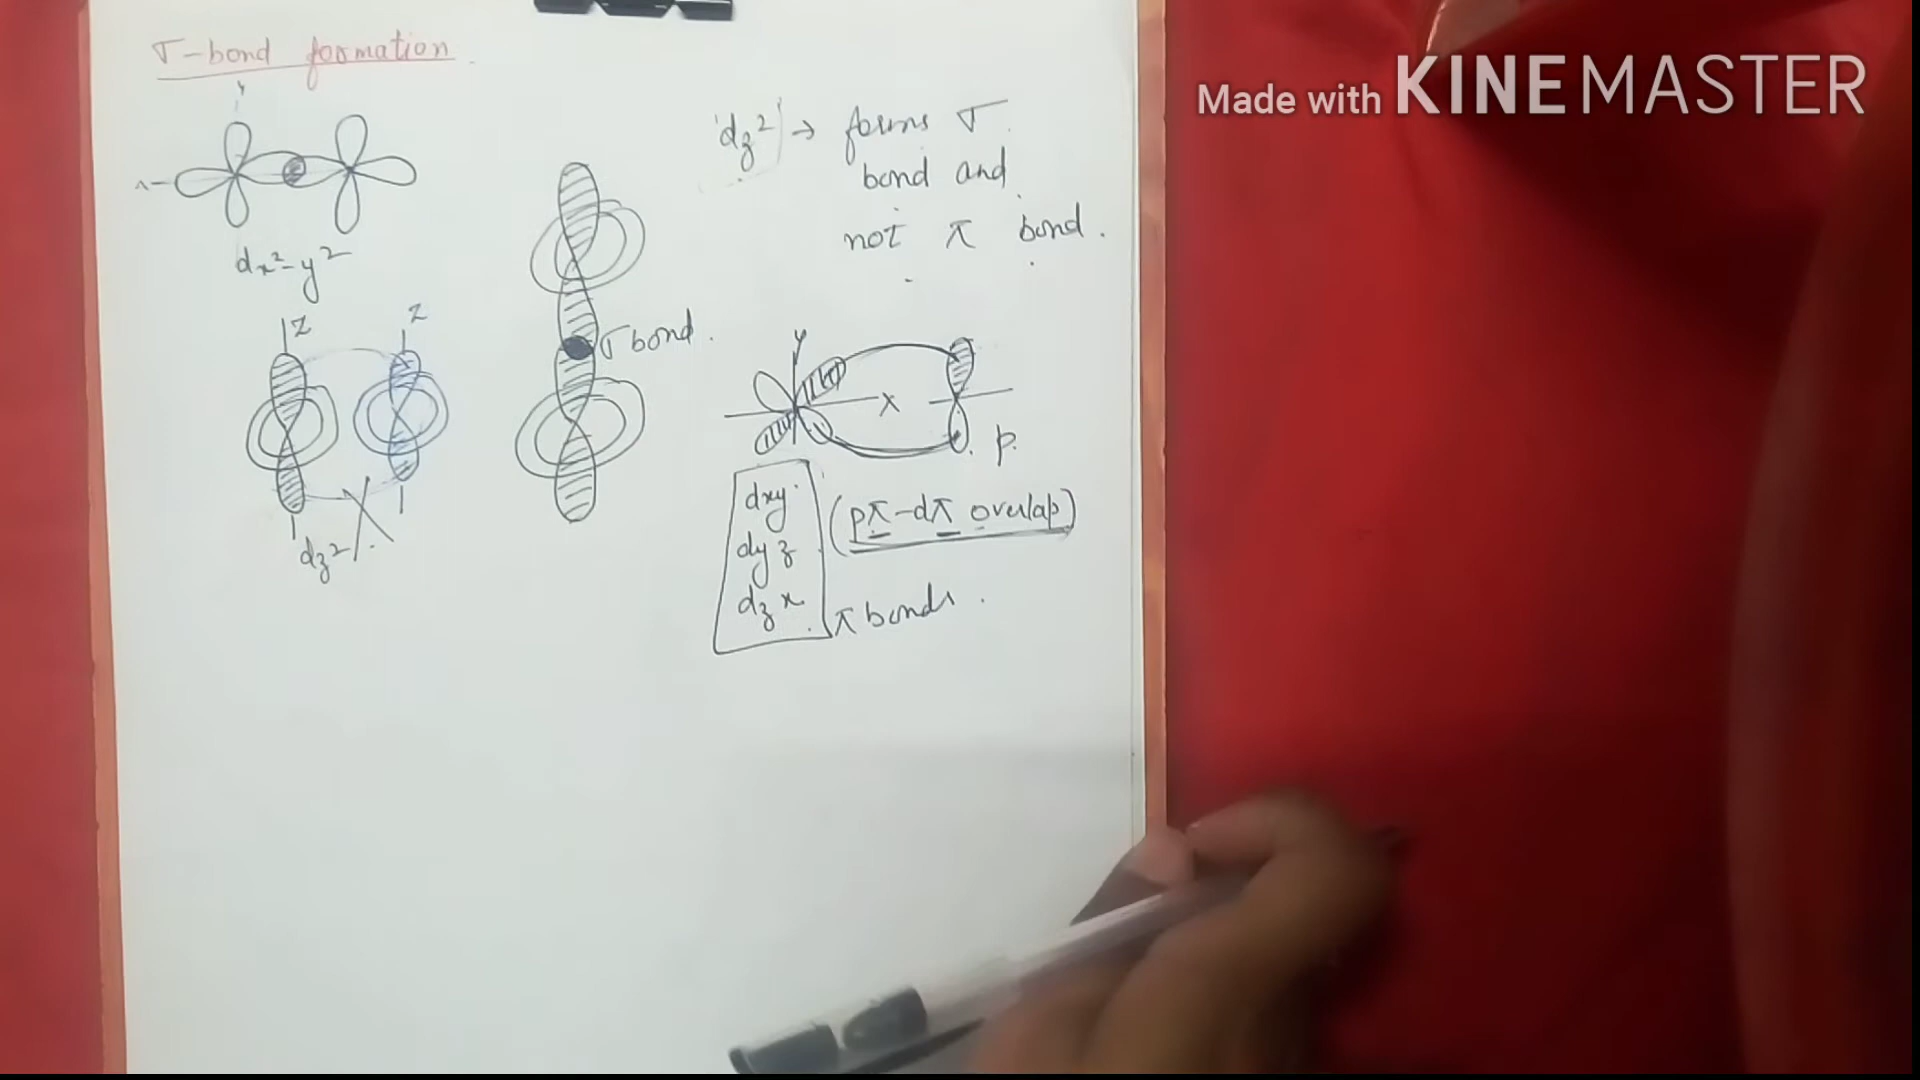 σ-bond formation
y
x
dx²-y²
Z
Z
dz²
σ bond.
dz² → forms σ
bond and
not π bond.
y
X
p.
dxy
dyz
dzx
(pπ-dπ overlap)
π bonds.
Made with KINEMASTER